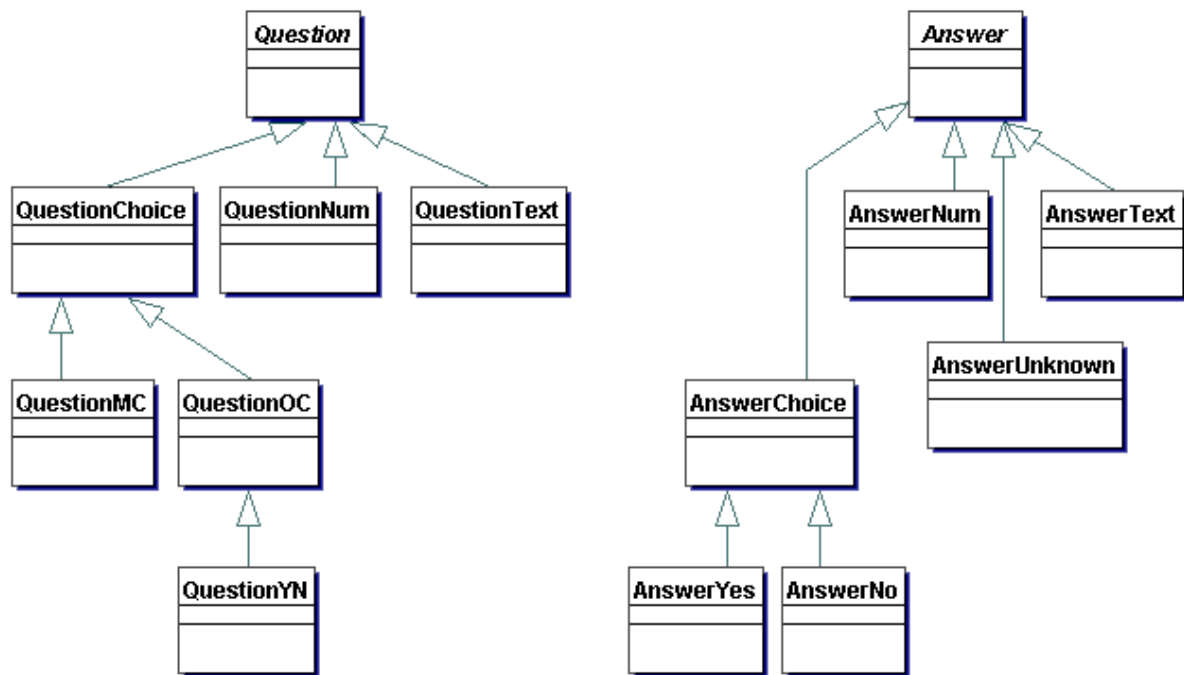 Question
Answer
QuestionChoice
QuestionNum
QuestionText
AnswerNum
AnswerText
AnswerUnknown
QuestionMC
QuestionOC
AnswerChoice
QuestionYN
AnswerYes
AnswerNo